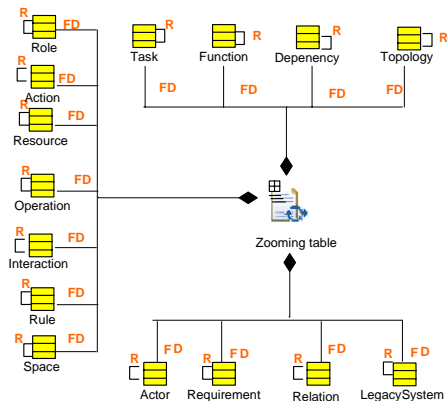 R
FD
Role
R
FD
Action
R
FD
Resource
R
FD
Operation
R
FD
Interaction
R
FD
Rule
R
FD
Space
R
R
R
R
Task
Function
Depenency
Topology
FD
FD
FD
FD
Zooming table
FD
FD
FD
FD
R
R
R
R
Actor
Requirement
Relation
LegacySystem